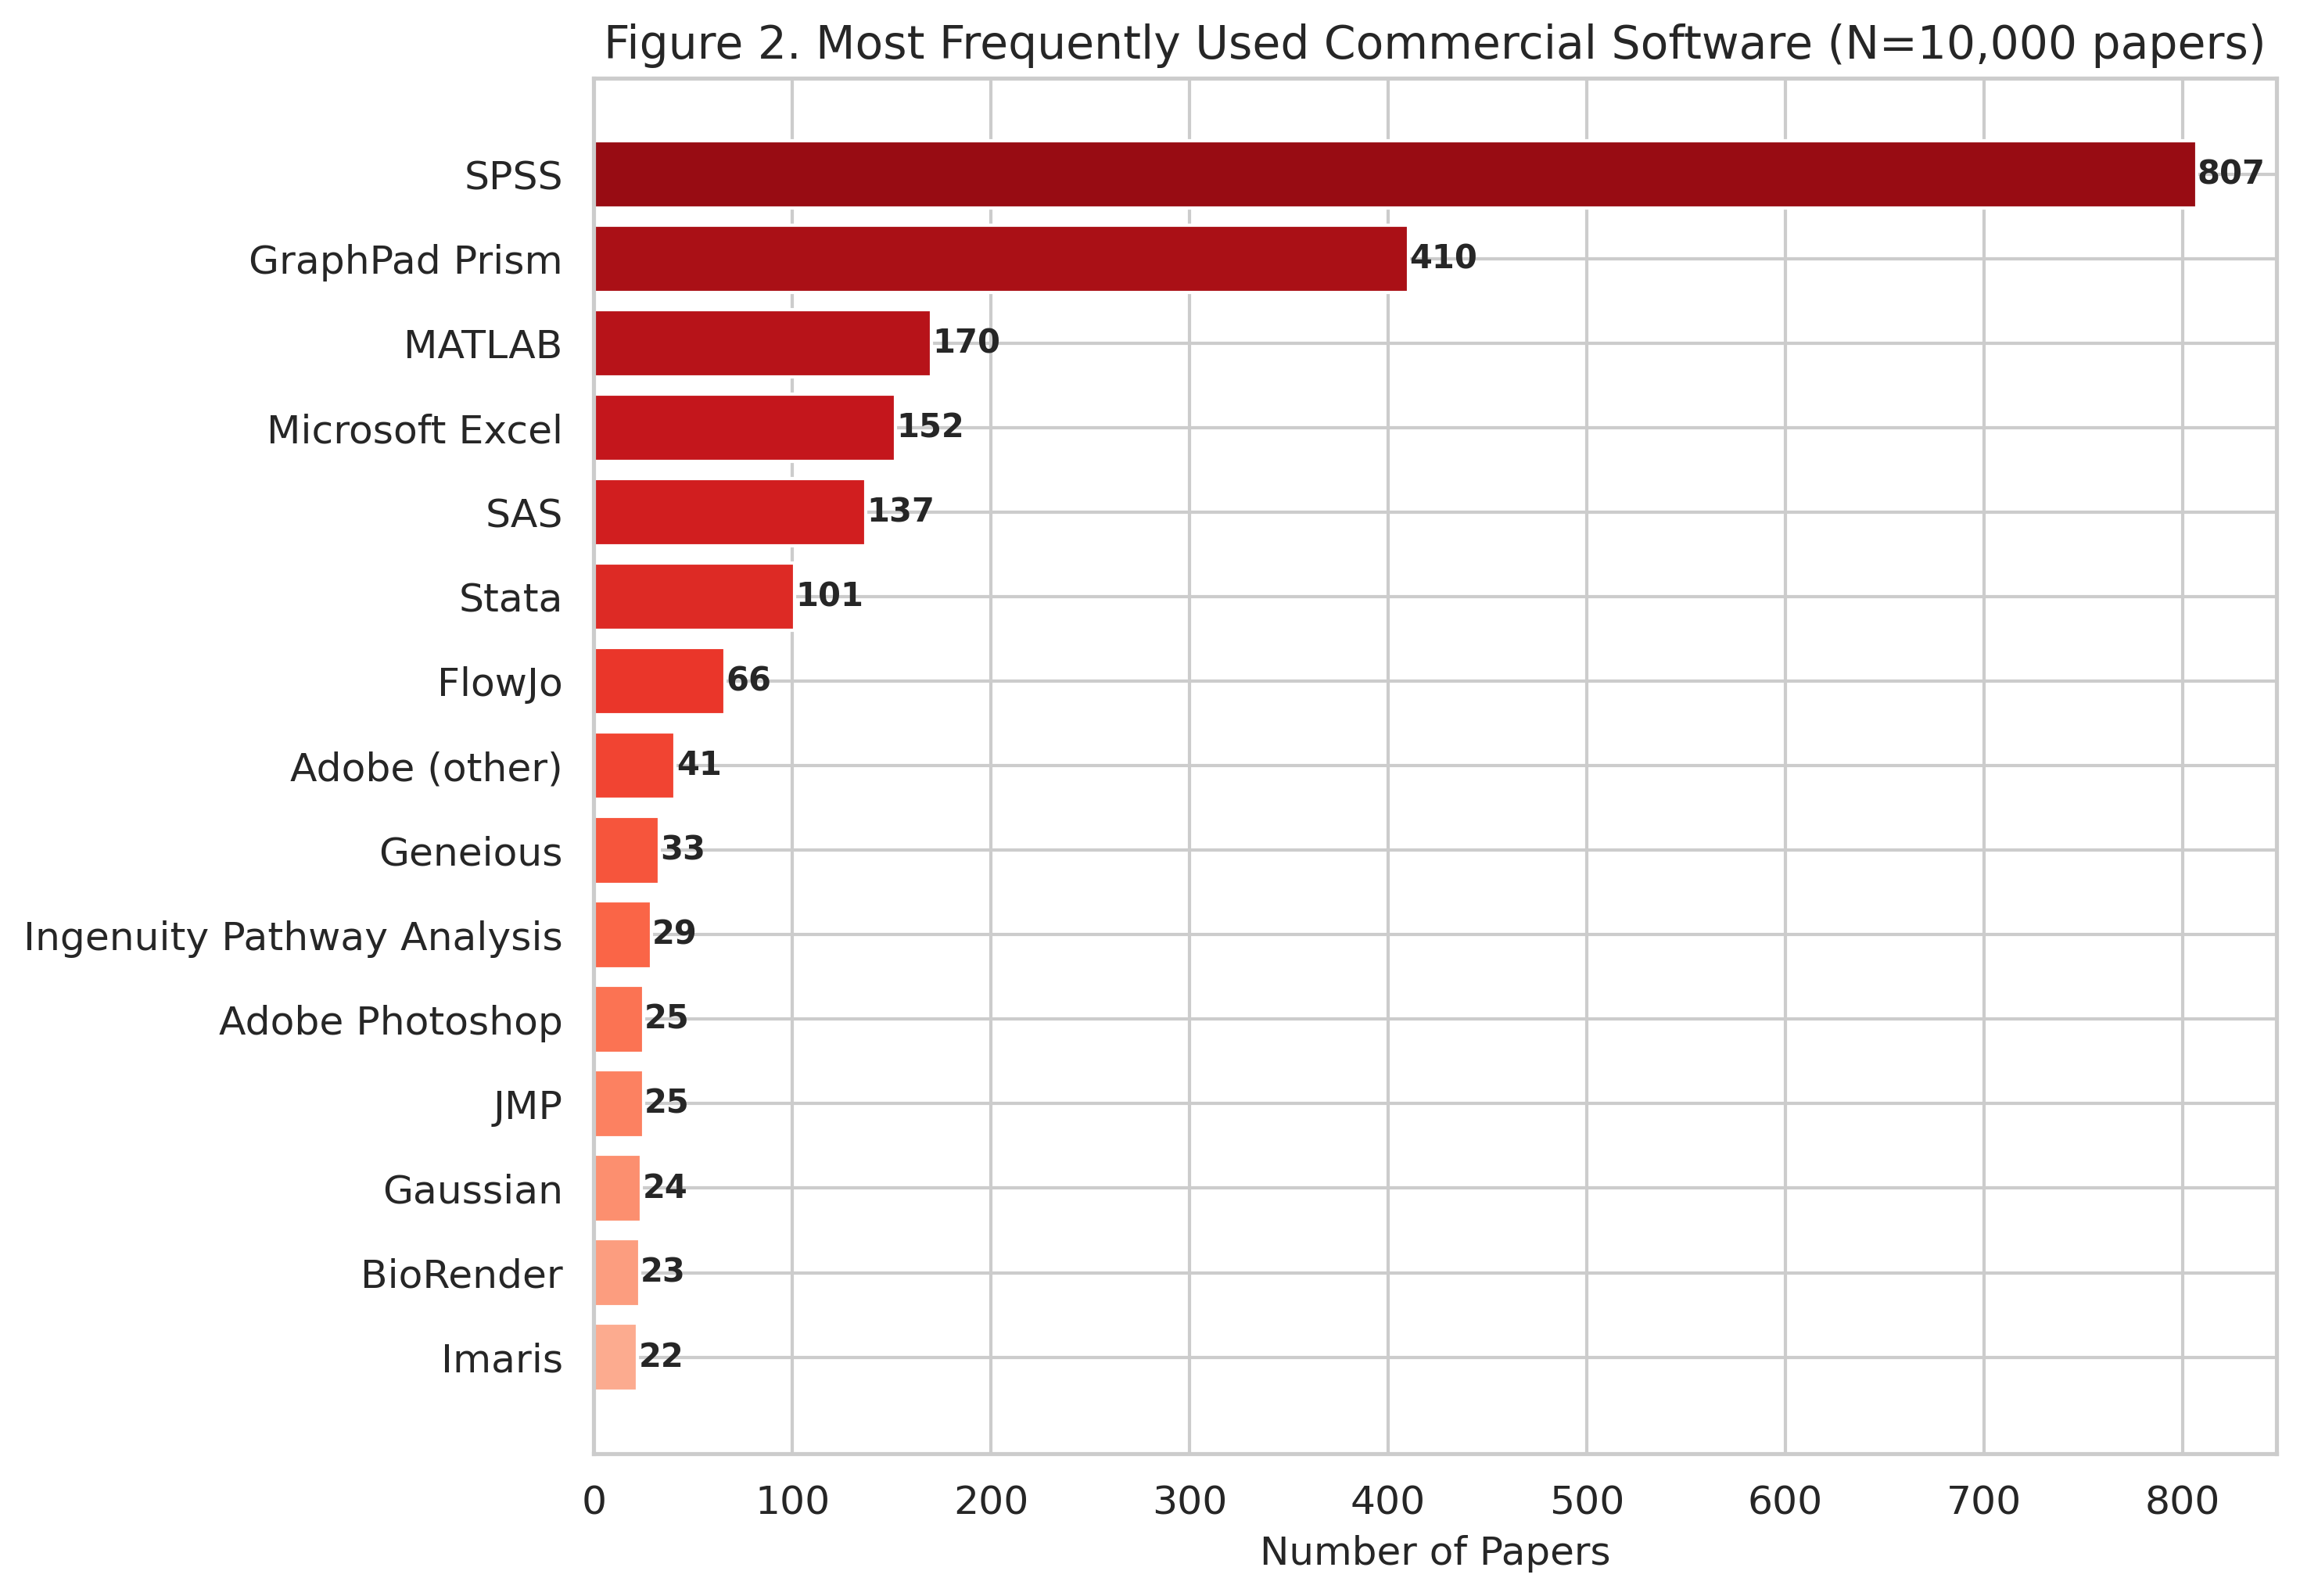 Figure 2. Most Frequently Used Commercial Software (N=10,000 papers)
SPSS 807
GraphPad Prism 410
MATLAB 170
Microsoft Excel 152
SAS 137
Stata 101
FlowJo 66
Adobe (other) 41
Geneious 33
Ingenuity Pathway Analysis 29
Adobe Photoshop 25
JMP 25
Gaussian 24
BioRender 23
Imaris 22
0 100 200 300 400 500 600 700 800
Number of Papers